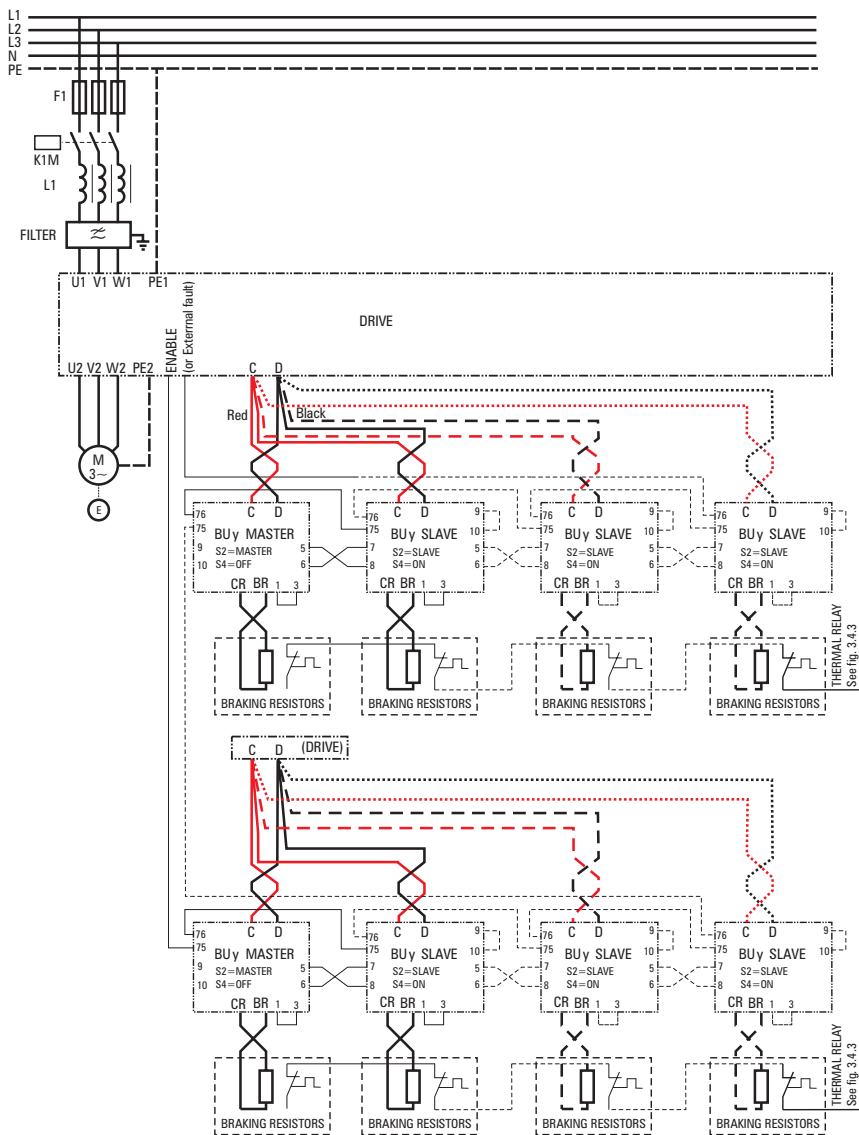 L1
L2
L3
N
PE
F1
K1M
L1
FILTER
U1 V1 W1 PE1
ENABLE
(or External fault)
DRIVE
U2 V2 W2 PE2
C D
Red
Black
M
3~
E
C D
76
75
9
10
BUy MASTER
S2=MASTER
S4=OFF
5
6
CR BR 1 3
C D
76
75
7
8
BUy SLAVE
S2=SLAVE
S4=ON
9
10
5
6
CR BR 1 3
C D
76
75
7
8
BUy SLAVE
S2=SLAVE
S4=ON
9
10
5
6
CR BR 1 3
C D
76
75
7
8
BUy SLAVE
S2=SLAVE
S4=ON
9
10
5
6
CR BR 1 3
BRAKING RESISTORS
BRAKING RESISTORS
BRAKING RESISTORS
BRAKING RESISTORS
THERMAL RELAY
See fig. 3.4.3
C D (DRIVE)
C D
76
75
9
10
BUy MASTER
S2=MASTER
S4=OFF
5
6
CR BR 1 3
C D
76
75
7
8
BUy SLAVE
S2=SLAVE
S4=ON
9
10
5
6
CR BR 1 3
C D
76
75
7
8
BUy SLAVE
S2=SLAVE
S4=ON
9
10
5
6
CR BR 1 3
C D
76
75
7
8
BUy SLAVE
S2=SLAVE
S4=ON
9
10
5
6
CR BR 1 3
BRAKING RESISTORS
BRAKING RESISTORS
BRAKING RESISTORS
BRAKING RESISTORS
THERMAL RELAY
See fig. 3.4.3